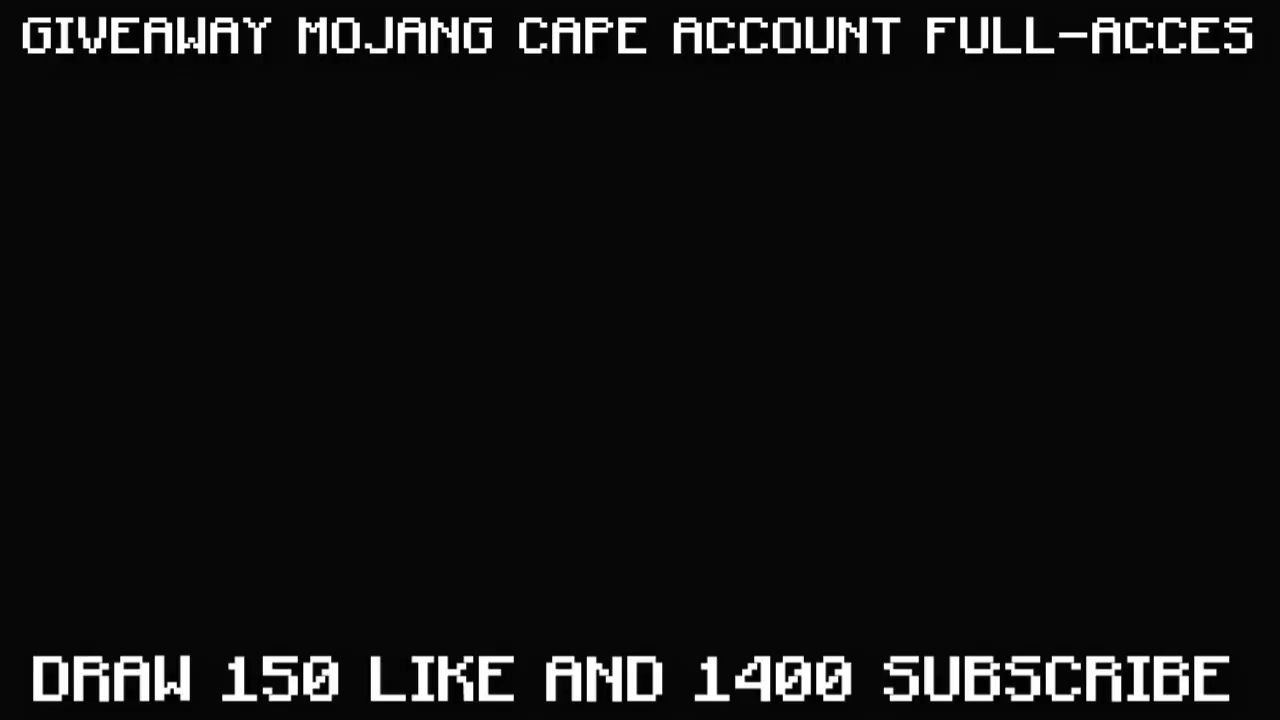 GIVEAWAY MOJANG CAPE ACCOUNT FULL-ACCES
DRAW 150 LIKE AND 1400 SUBSCRIBE